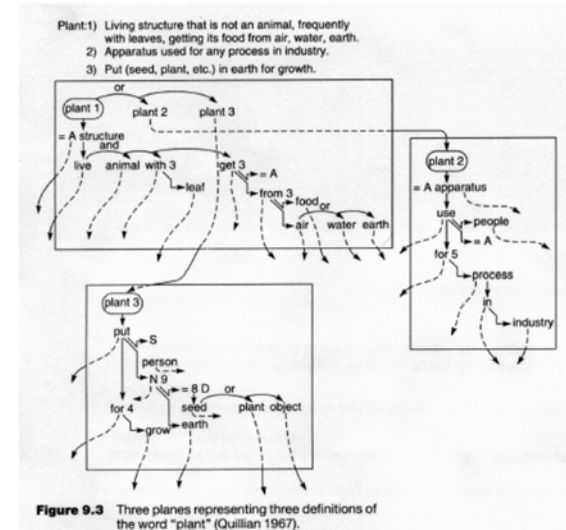 Plant:1) Living structure that is not an animal, frequently
with leaves, getting its food from air, water, earth.
2) Apparatus used for any process in industry.
3) Put (seed, plant, etc.) in earth for growth.
or
plant 1 plant 2 plant 3
= A structure
and
live animal with 3 get 3
= A
leaf
from 3
food
or
air water earth
plant 2
= A apparatus
use
people
= A
for 5
process
in
industry
plant 3
put
S
person
N 9
= 8 D or
for 4 seed plant object
earth
grow
Figure 9.3 Three planes representing three definitions of
the word "plant" (Quillian 1967).